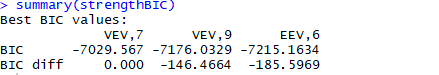 > summary(strengthBIC)
Best BIC values:
VEV,7 VEV,9 EEV,6
BIC -7029.567 -7176.0329 -7215.1634
BIC diff 0.000 -146.4664 -185.5969